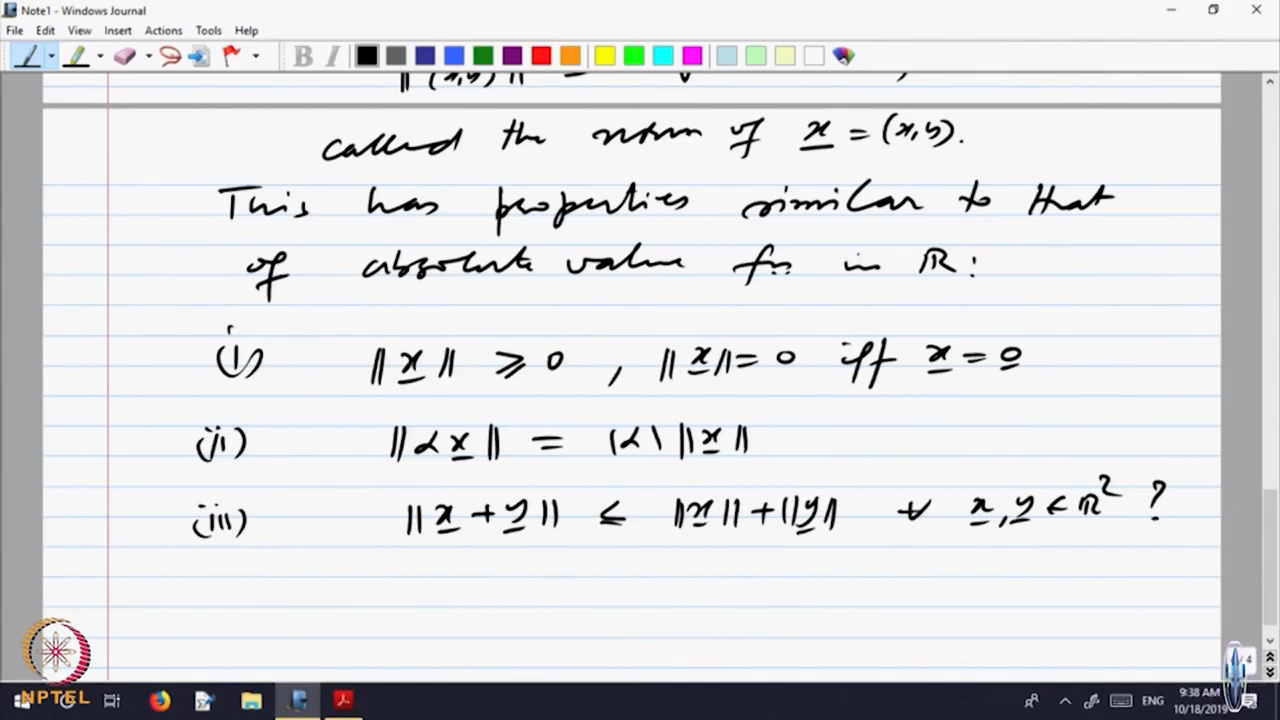 Note1 - Windows Journal
File Edit View Insert Actions Tools Help
B I
‖(x,y)‖ =
called the norm of x = (x,y).
This has properties similar to that
of absolute value fn in ℝ:
(i) ‖x‖ ≥ 0 , ‖x‖ = 0 iff x = 0
(ii) ‖αx‖ = |α| ‖x‖
(iii) ‖x + y‖ ≤ ‖x‖ + ‖y‖ ∀ x, y ∈ ℝ² ?
NPTEL
ENG
9:38 AM
10/18/2019